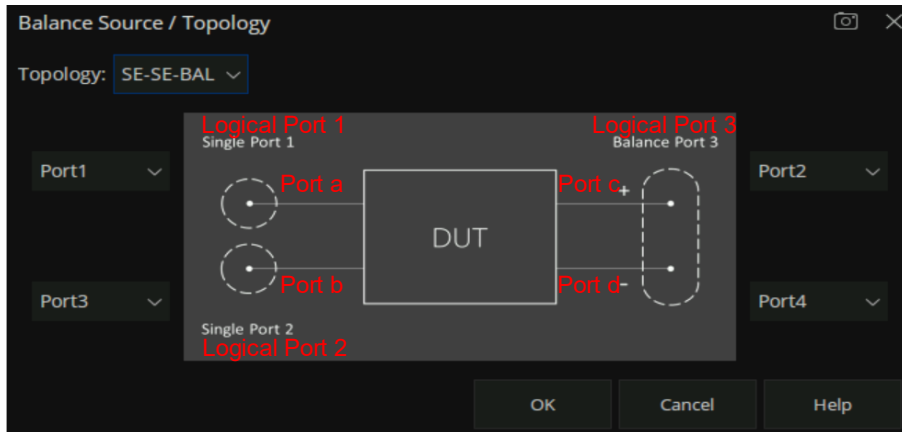 Balance Source / Topology
Topology: SE-SE-BAL
Logical Port 1
Logical Port 3
Single Port 1
Balance Port 3
Port1
Port a
Port c
+
Port2
DUT
Port3
Port b
Port d
-
Port4
Single Port 2
Logical Port 2
OK
Cancel
Help